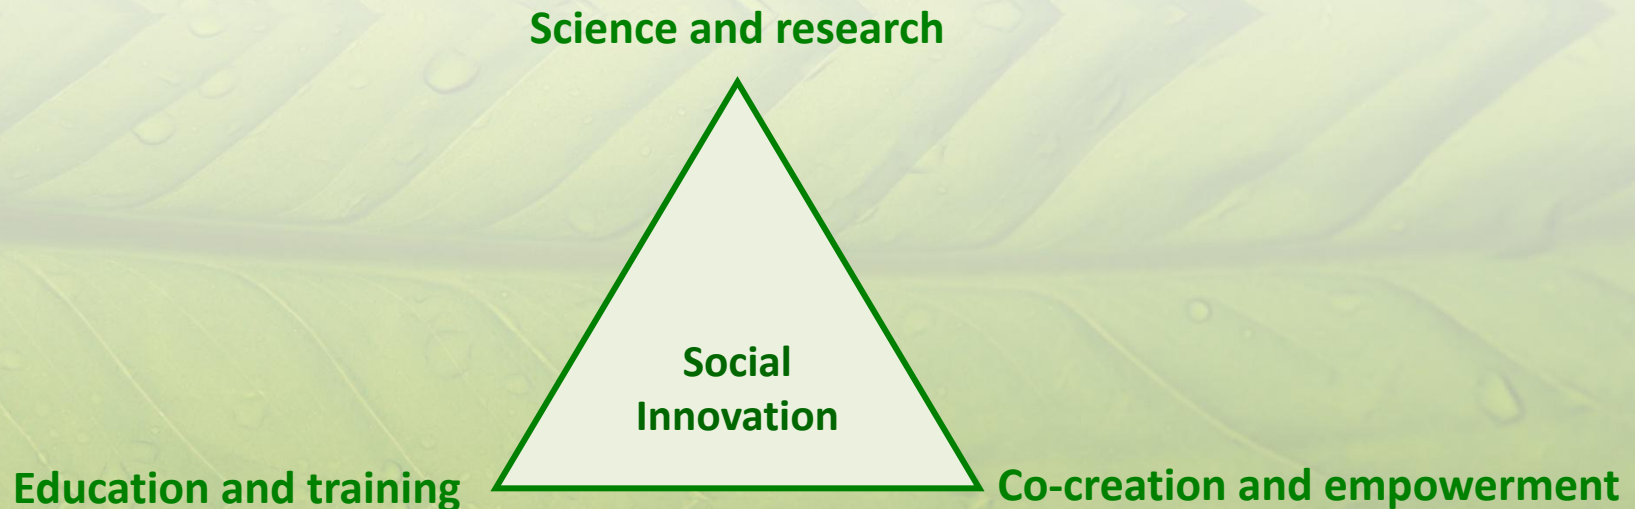 Science and research
Social
Innovation
Education and training
Co-creation and empowerment